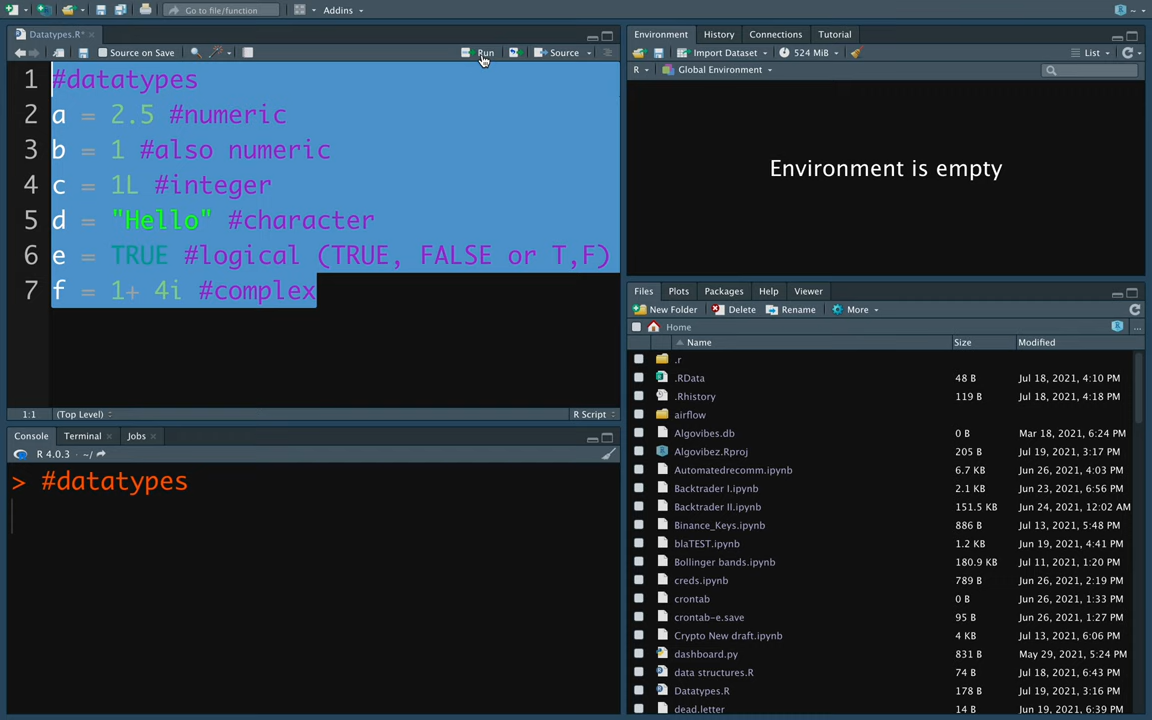 Go to file/function Addins
Datatypes.R*
Source on Save Run Source
1 #datatypes
2 a = 2.5 #numeric
3 b = 1 #also numeric
4 c = 1L #integer
5 d = "Hello" #character
6 e = TRUE #logical (TRUE, FALSE or T,F)
7 f = 1+ 4i #complex
1:1 (Top Level) R Script
Console Terminal Jobs
R 4.0.3 · ~/
> #datatypes
Environment History Connections Tutorial
Import Dataset 524 MiB List
R Global Environment
Environment is empty
Files Plots Packages Help Viewer
New Folder Delete Rename More
Home
Name Size Modified
.r
.RData 48 B Jul 18, 2021, 4:10 PM
.Rhistory 119 B Jul 18, 2021, 4:18 PM
airflow
Algovibes.db 0 B Mar 18, 2021, 6:24 PM
Algovibez.Rproj 205 B Jul 19, 2021, 3:17 PM
Automatedrecomm.ipynb 6.7 KB Jun 26, 2021, 4:03 PM
Backtrader I.ipynb 2.1 KB Jun 23, 2021, 6:56 PM
Backtrader II.ipynb 151.5 KB Jun 24, 2021, 12:02 AM
Binance_Keys.ipynb 886 B Jul 13, 2021, 5:48 PM
blaTEST.ipynb 1.2 KB Jun 19, 2021, 4:41 PM
Bollinger bands.ipynb 180.9 KB Jul 11, 2021, 1:20 PM
creds.ipynb 789 B Jun 26, 2021, 2:19 PM
crontab 0 B Jun 26, 2021, 1:33 PM
crontab-e.save 95 B Jun 26, 2021, 1:27 PM
Crypto New draft.ipynb 4 KB Jul 13, 2021, 6:06 PM
dashboard.py 831 B May 29, 2021, 5:24 PM
data structures.R 74 B Jul 18, 2021, 6:43 PM
Datatypes.R 178 B Jul 19, 2021, 3:16 PM
dead.letter 14 B Jun 19, 2021, 6:39 PM